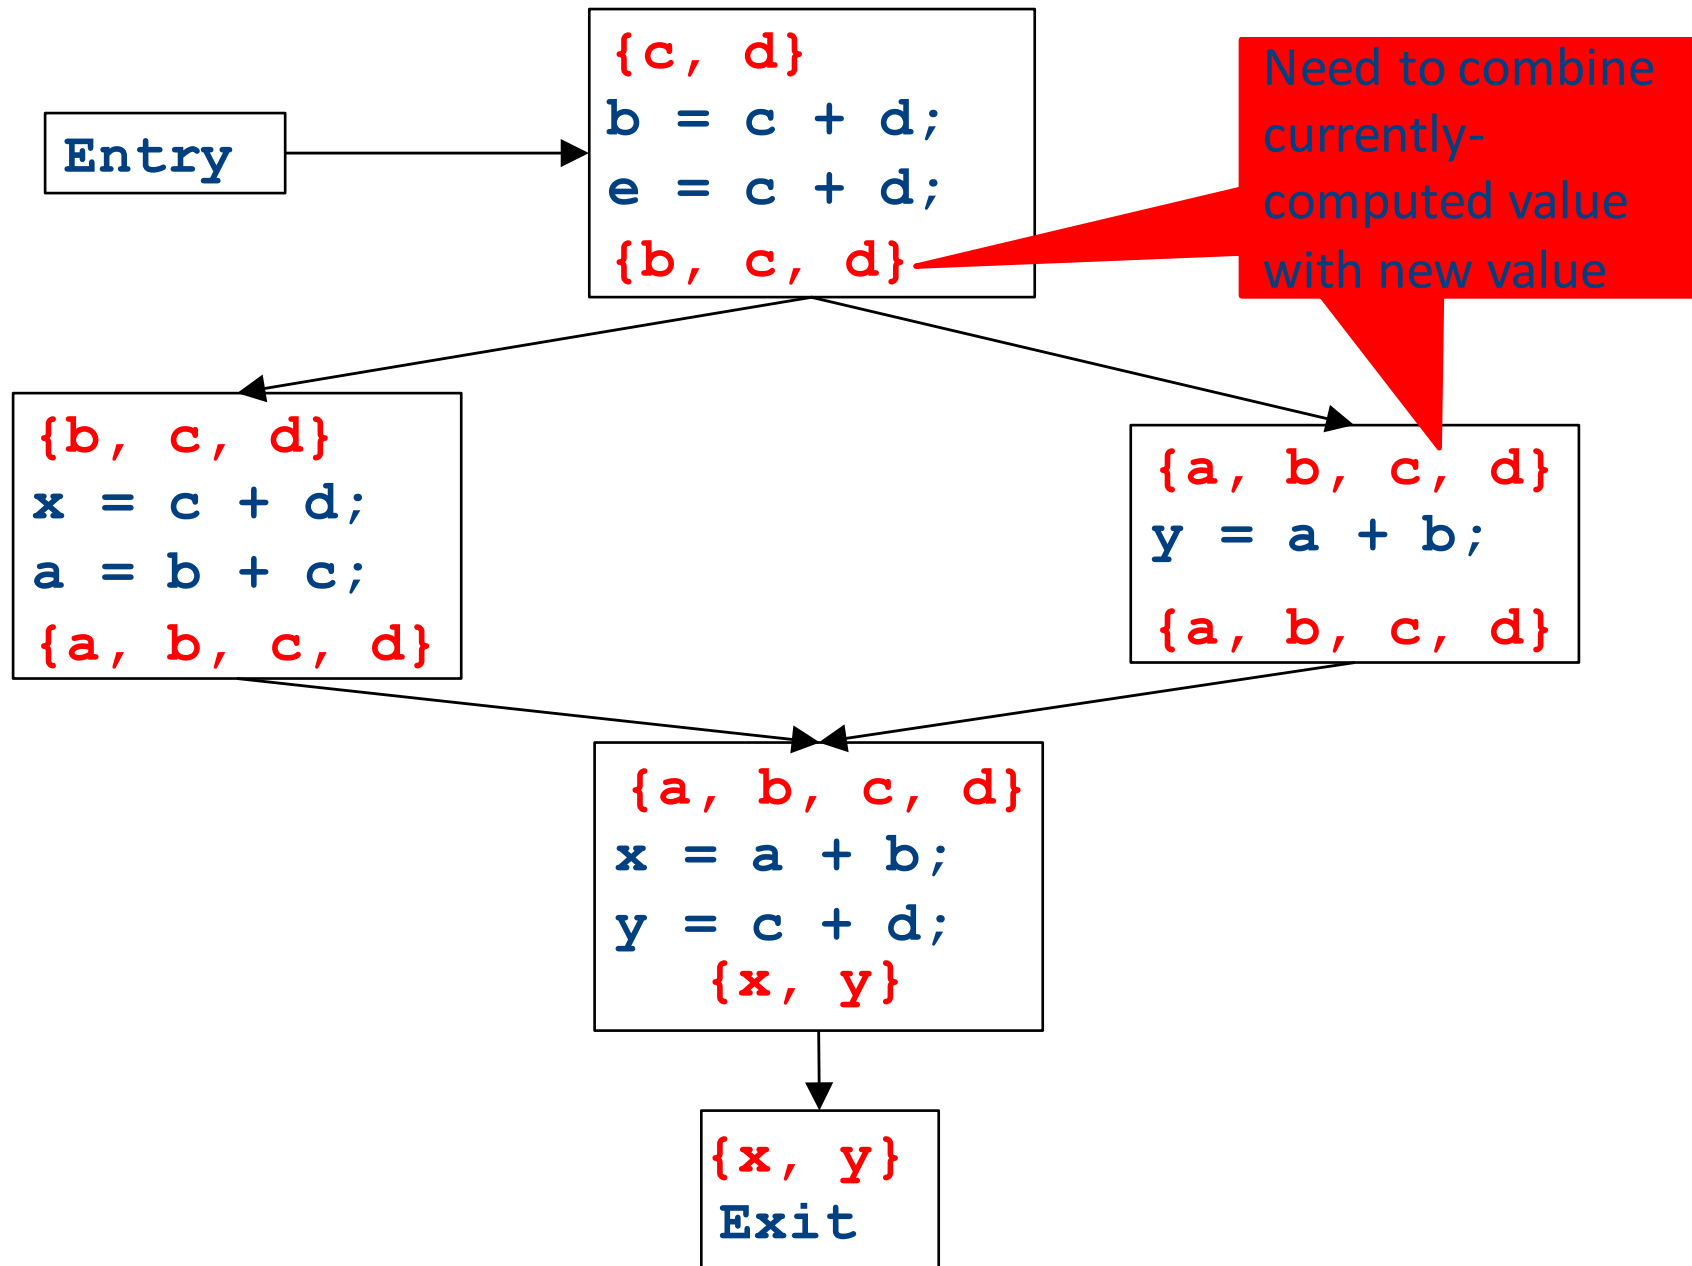 Entry
{c, d}
b = c + d;
e = c + d;
{b, c, d}
Need to combine
currently-
computed value
with new value
{b, c, d}
x = c + d;
a = b + c;
{a, b, c, d}
{a, b, c, d}
y = a + b;
{a, b, c, d}
{a, b, c, d}
x = a + b;
y = c + d;
{x, y}
{x, y}
Exit